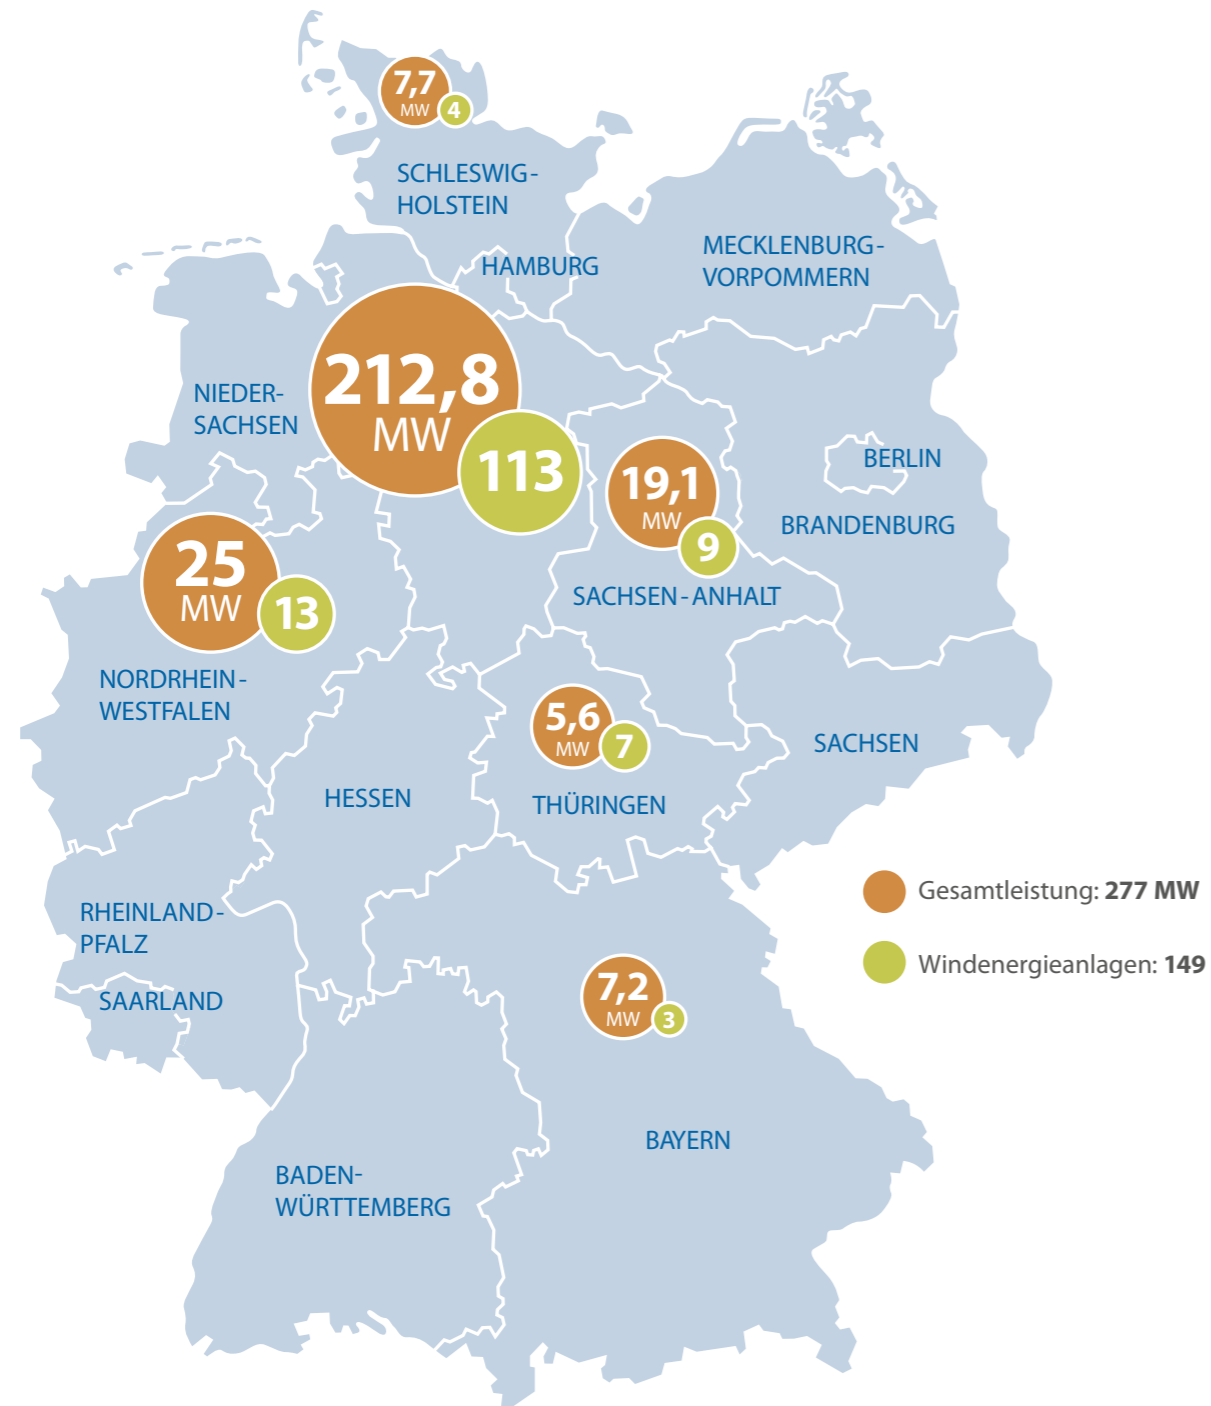 7,7
MW
4
SCHLESWIG-
HOLSTEIN
HAMBURG
MECKLENBURG-
VORPOMMERN
212,8
MW
113
NIEDER-
SACHSEN
19,1
MW
9
BERLIN
BRANDENBURG
25
MW
13
SACHSEN-ANHALT
NORDRHEIN-
WESTFALEN
5,6
MW
7
SACHSEN
HESSEN
THÜRINGEN
Gesamtleistung: 277 MW
RHEINLAND-
PFALZ
Windenergieanlagen: 149
SAARLAND
7,2
MW
3
BAYERN
BADEN-
WÜRTTEMBERG